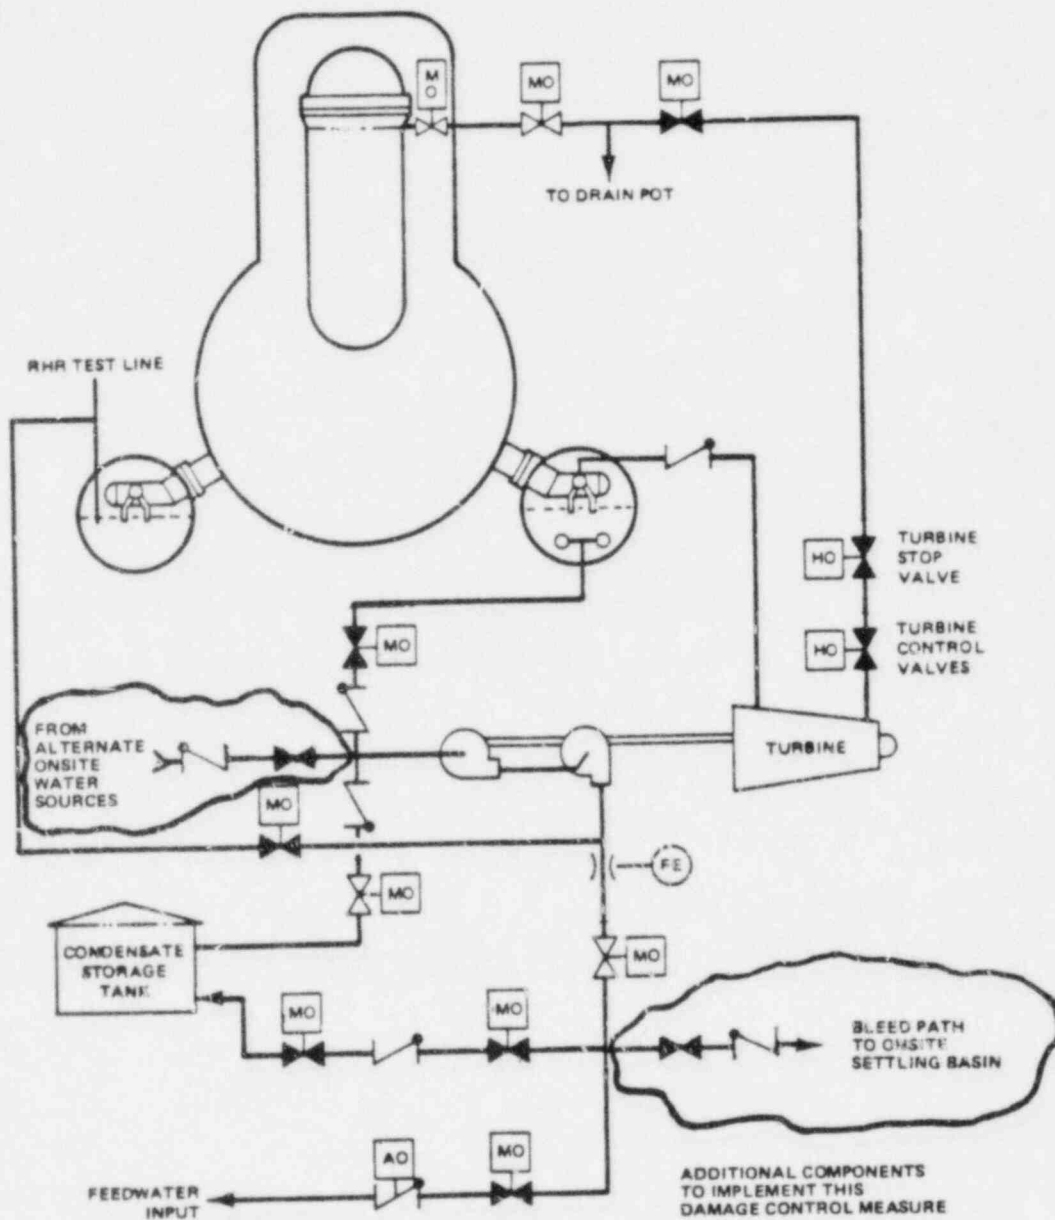 M
O
MO
MO
TO DRAIN POT
RHR TEST LINE
HO
TURBINE
STOP
VALVE
MO
HO
TURBINE
CONTROL
VALVES
FROM
ALTERNATE
ONSITE
WATER
SOURCES
TURBINE
MO
FE
MO
CONDENSATE
STORAGE
TANK
MO
MO
MO
BLEED PATH
TO ONSITE
SETTLING BASIN
AO
MO
FEEDWATER
INPUT
ADDITIONAL COMPONENTS
TO IMPLEMENT THIS
DAMAGE CONTROL MEASURE